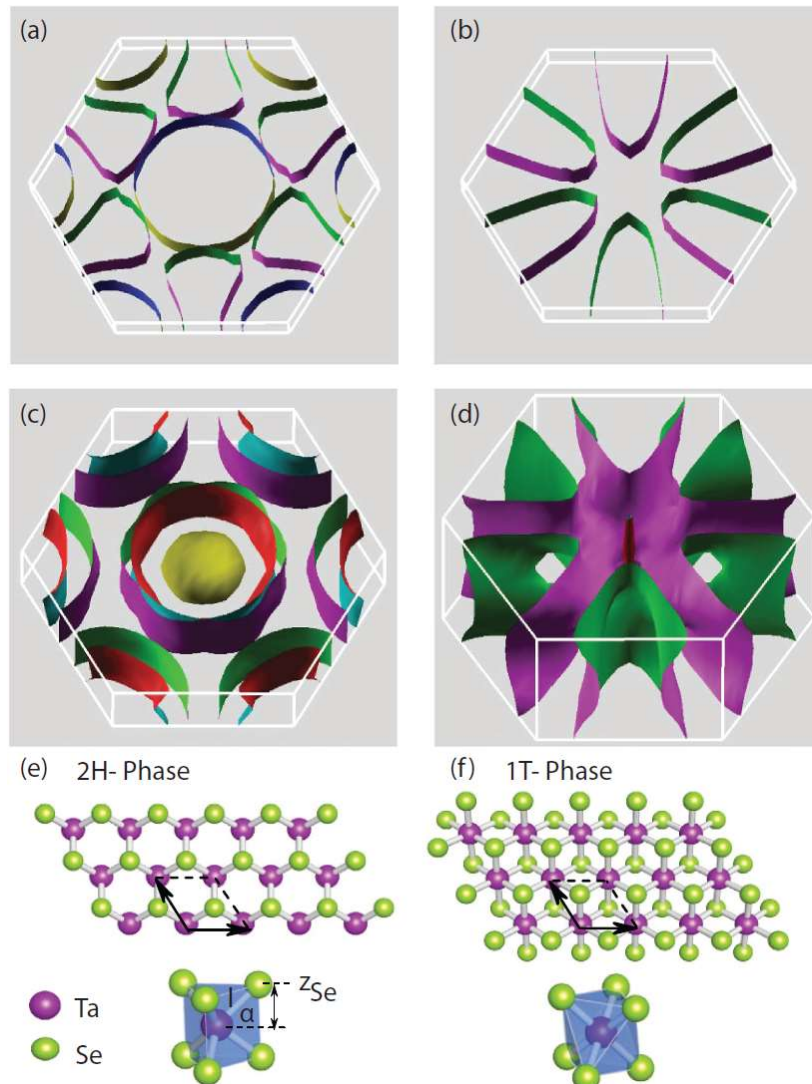 (a)
(b)
(c)
(d)
(e) 2H- Phase
(f) 1T- Phase
l
α
zSe
Ta
Se